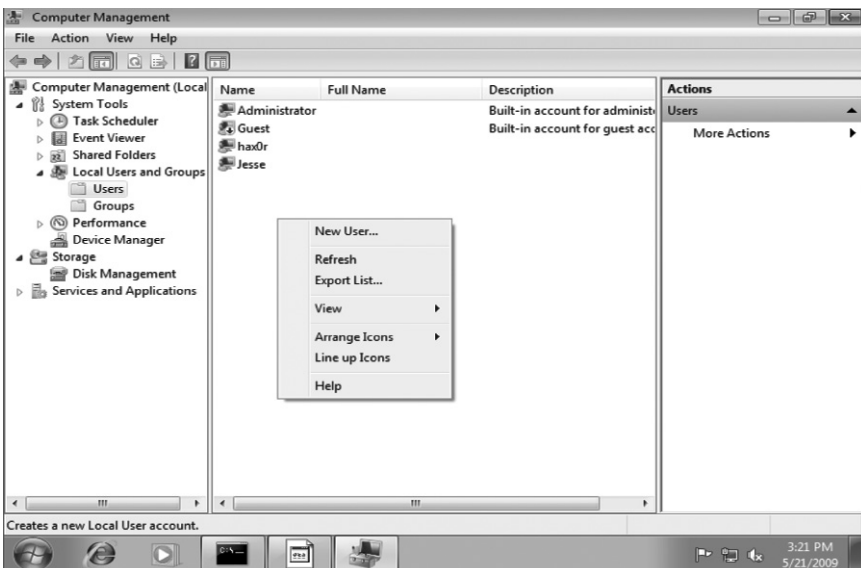 Computer Management
File Action View Help
Computer Management (Local
System Tools
Task Scheduler
Event Viewer
Shared Folders
Local Users and Groups
Users
Groups
Performance
Device Manager
Storage
Disk Management
Services and Applications
Name Full Name Description
Administrator Built-in account for administ
Guest Built-in account for guest acc
hax0r
Jesse
New User...
Refresh
Export List...
View
Arrange Icons
Line up Icons
Help
Actions
Users
More Actions
Creates a new Local User account.
C:\
3:21 PM
5/21/2009